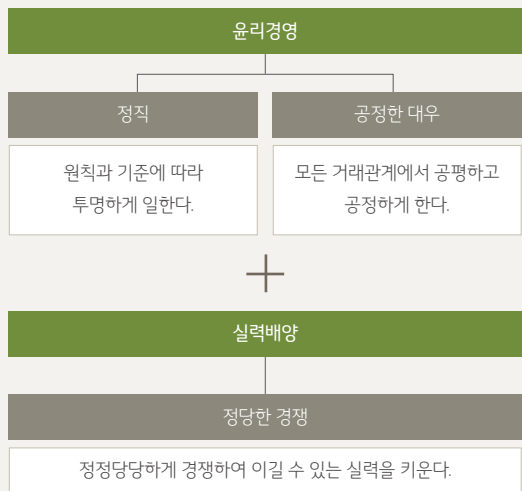 윤리경영
정직
공정한 대우
원칙과 기준에 따라
투명하게 일한다.
모든 거래관계에서 공평하고
공정하게 한다.
+
실력배양
정당한 경쟁
정정당당하게 경쟁하여 이길 수 있는 실력을 키운다.